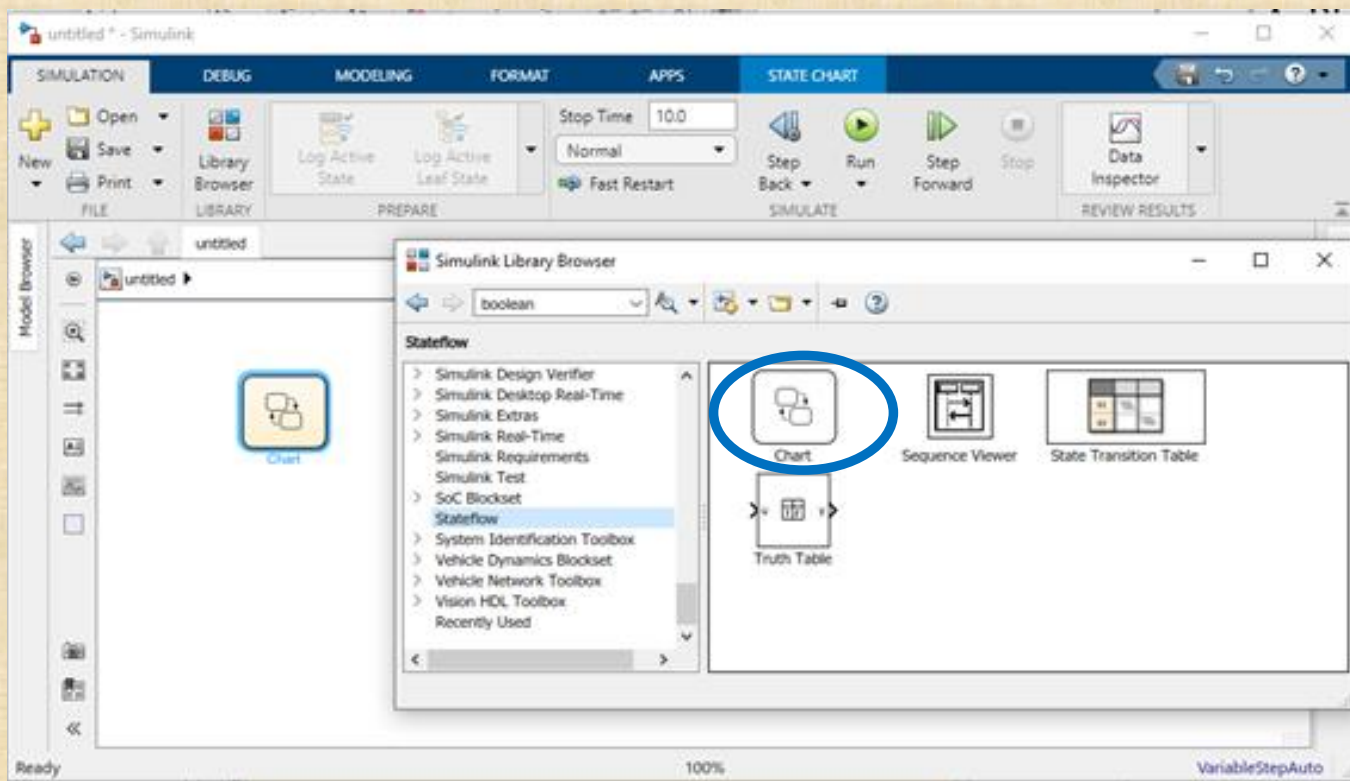 untitled * - Simulink
SIMULATION DEBUG MODELING FORMAT APPS STATE CHART
New
Open
Save
Print
FILE
Library
Browser
LIBRARY
Log Active
State
Log Active
Leaf State
PREPARE
Stop Time 10.0
Normal
Fast Restart
Step
Back
Run
Step
Forward
Stop
SIMULATE
Data
Inspector
REVIEW RESULTS
Model Browser
untitled
untitled
Chart
Simulink Library Browser
boolean
Stateflow
Simulink Design Verifier
Simulink Desktop Real-Time
Simulink Extras
Simulink Real-Time
Simulink Requirements
Simulink Test
SoC Blockset
Stateflow
System Identification Toolbox
Vehicle Dynamics Blockset
Vehicle Network Toolbox
Vision HDL Toolbox
Recently Used
Chart
Sequence Viewer
State Transition Table
Truth Table
Ready
100%
VariableStepAuto